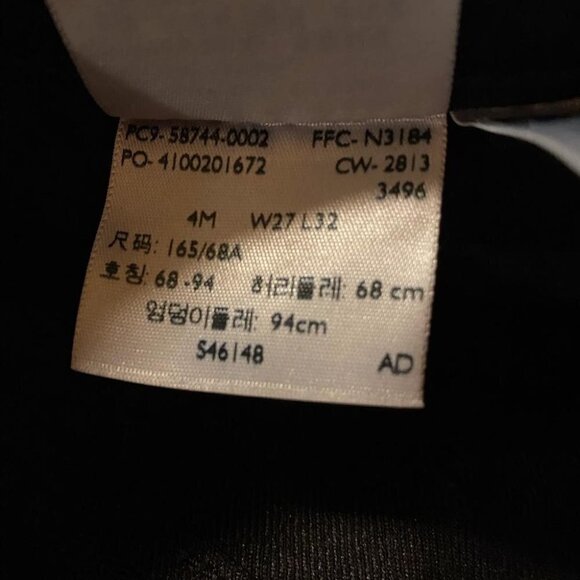 PC9- 58744-0002 FFC- N3184
PO- 4100201672 CW- 2813
3496
4M W27 L32
尺码: 165/68A
호칭: 68 -94 허리둘레: 68 cm
엉덩이둘레: 94cm
S46148 AD